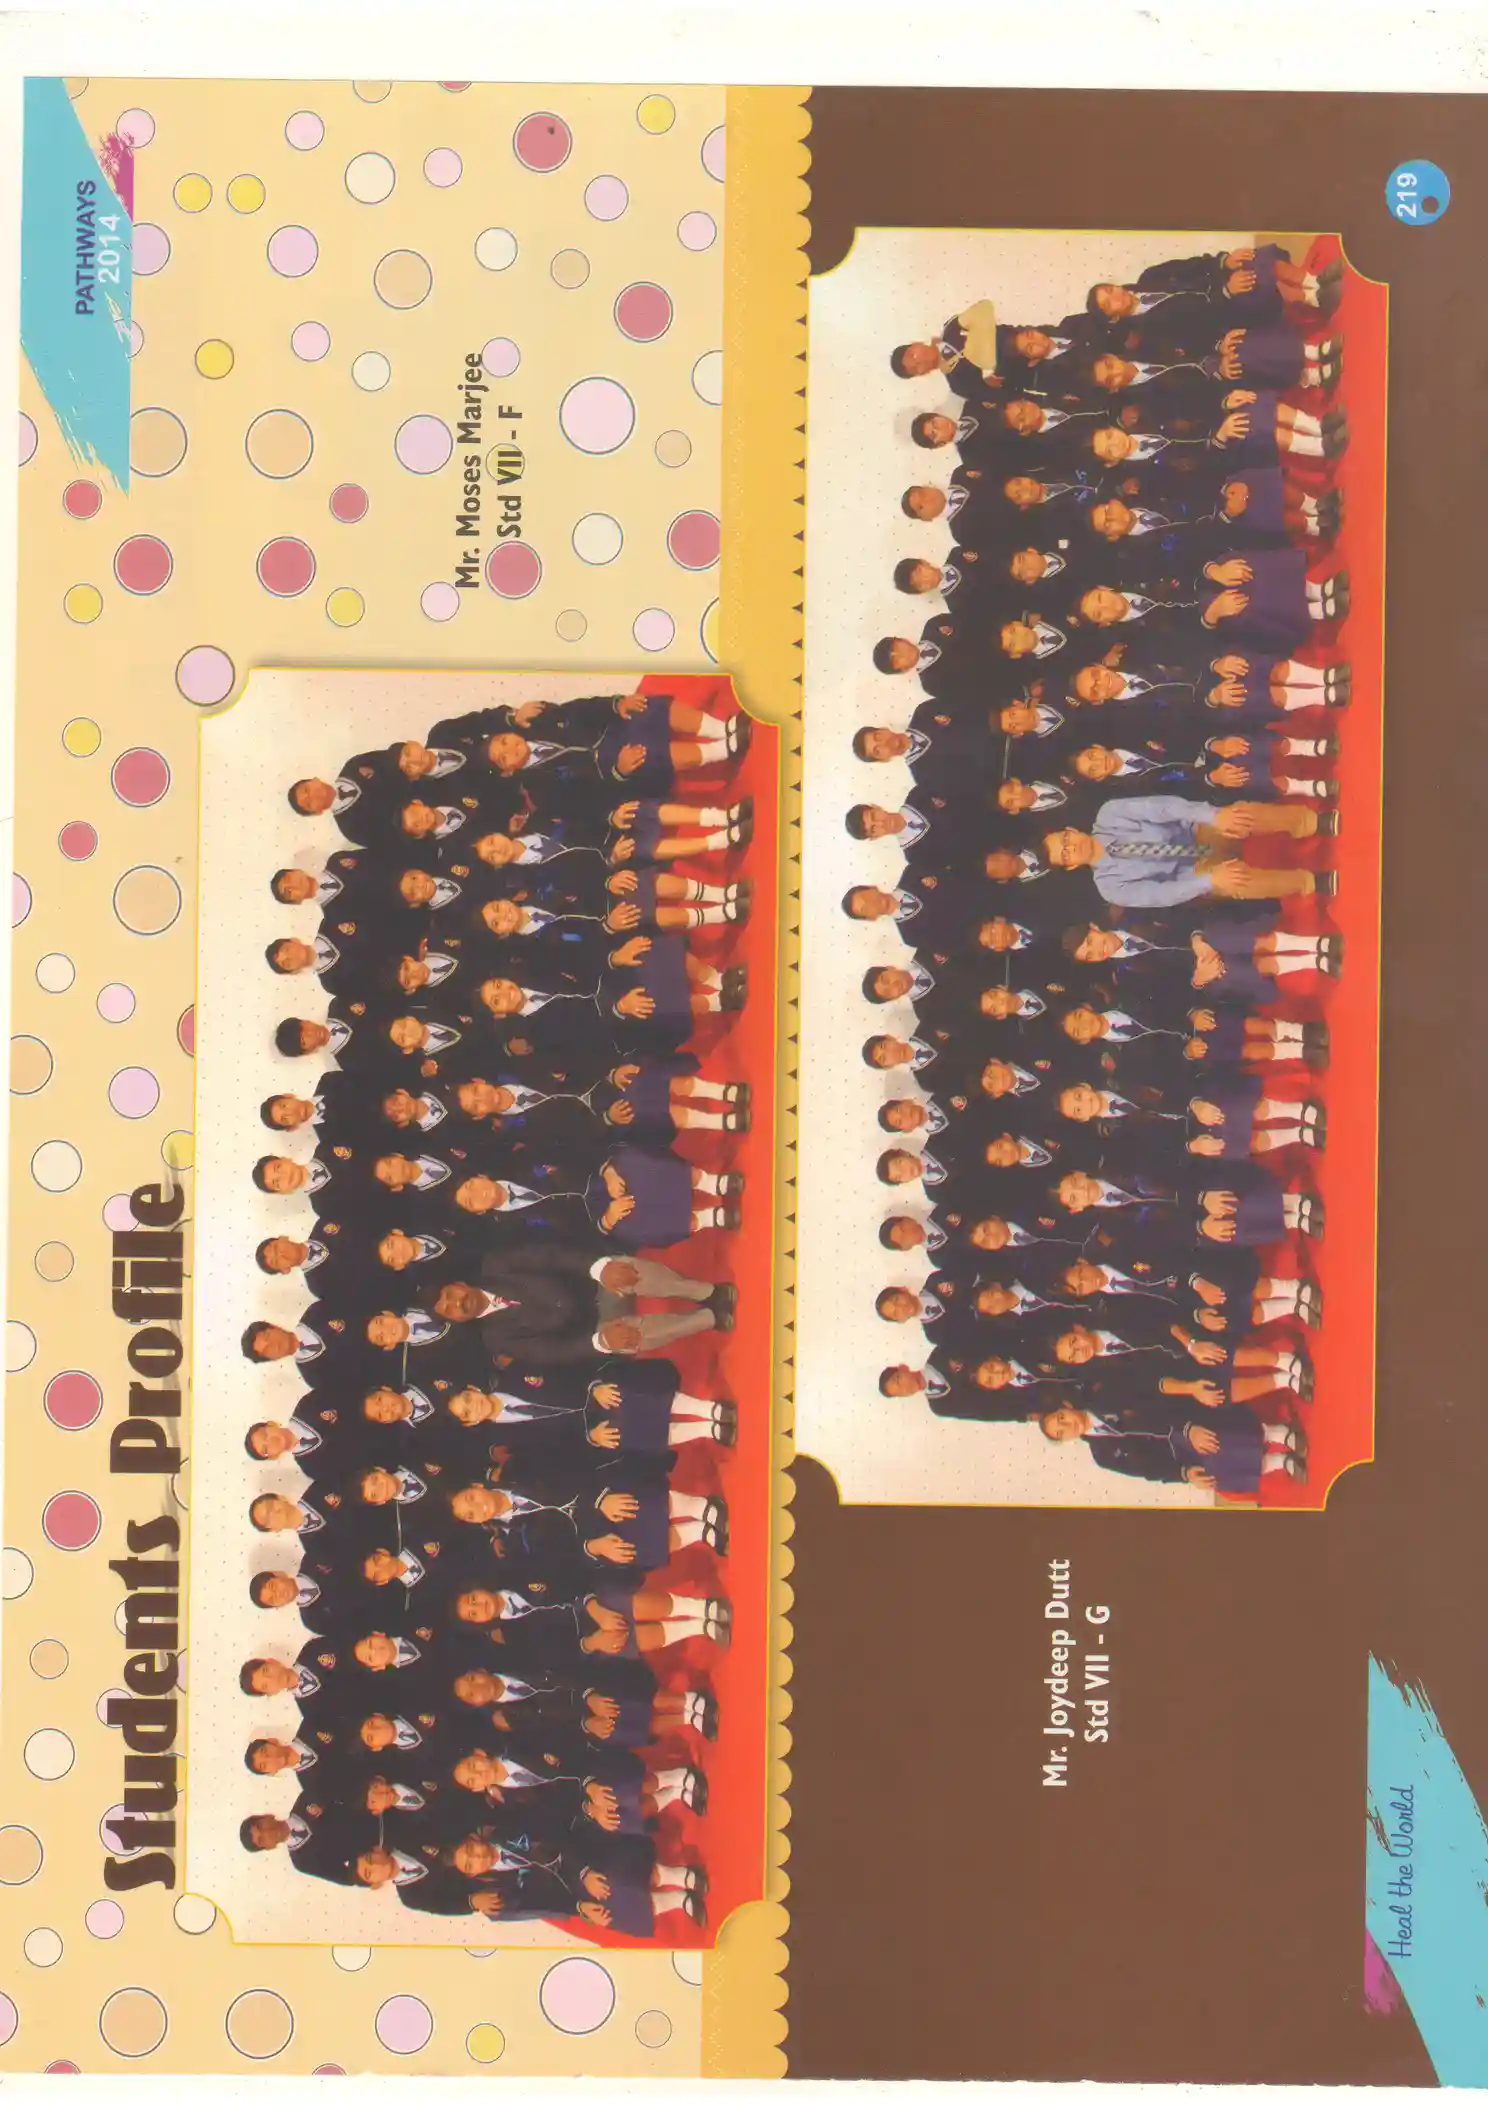 PATHWAYS
2014
Students Profile
Mr. Moses Marjee
Std VII - F
Mr. Joydeep Dutt
Std VII - G
Heal the World
219